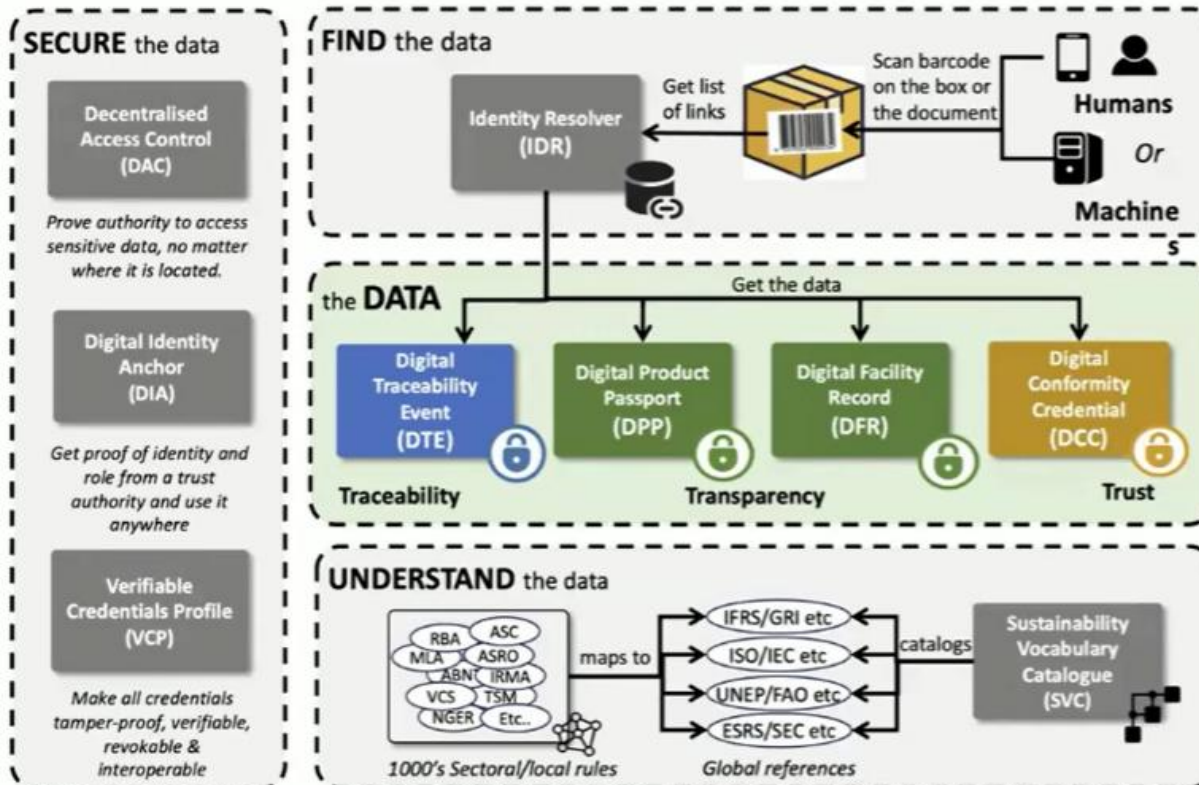 SECURE the data
Decentralised
Access Control
(DAC)
Prove authority to access
sensitive data, no matter
where it is located.
Digital Identity
Anchor
(DIA)
Get proof of identity and
role from a trust
authority and use it
anywhere
Verifiable
Credentials Profile
(VCP)
Make all credentials
tamper-proof, verifiable,
revokable &
interoperable
FIND the data
Identity Resolver
(IDR)
Get list
of links
Scan barcode
on the box or
the document
Humans
Or
Machine
s
the DATA
Get the data
Digital
Traceability
Event
(DTE)
Digital Product
Passport
(DPP)
Digital Facility
Record
(DFR)
Digital
Conformity
Credential
(DCC)
Traceability
Transparency
Trust
UNDERSTAND the data
RBA
ASC
MLA
ASRO
ABNT
IRMA
VCS
TSM
NGER
Etc..
1000's Sectoral/local rules
maps to
IFRS/GRI etc
ISO/IEC etc
UNEP/FAO etc
ESRS/SEC etc
Global references
catalogs
Sustainability
Vocabulary
Catalogue
(SVC)